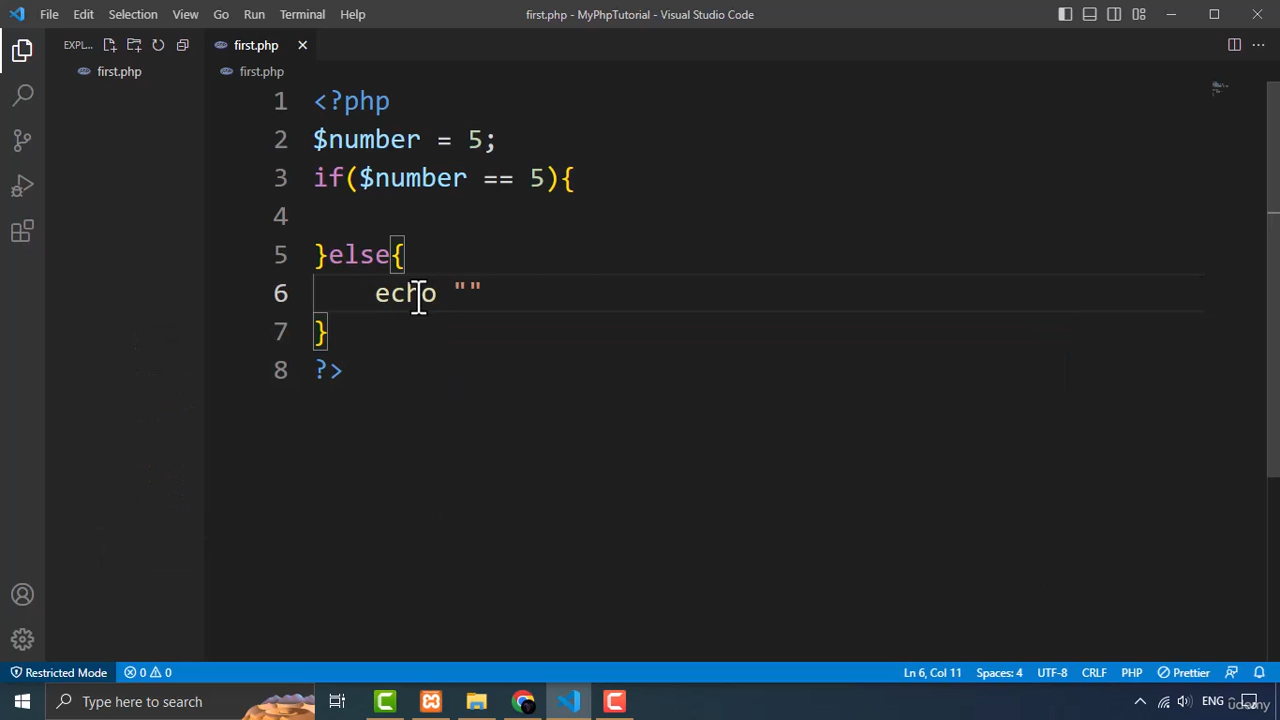 File Edit Selection View Go Run Terminal Help first.php - MyPhpTutorial - Visual Studio Code
EXPL... first.php
first.php first.php
1 <?php
2 $number = 5;
3 if($number == 5){
4
5 }else{
6 echo ""
7 }
8 ?>
Restricted Mode 0 0 Ln 6, Col 11 Spaces: 4 UTF-8 CRLF PHP Prettier
Type here to search ENG
udemy